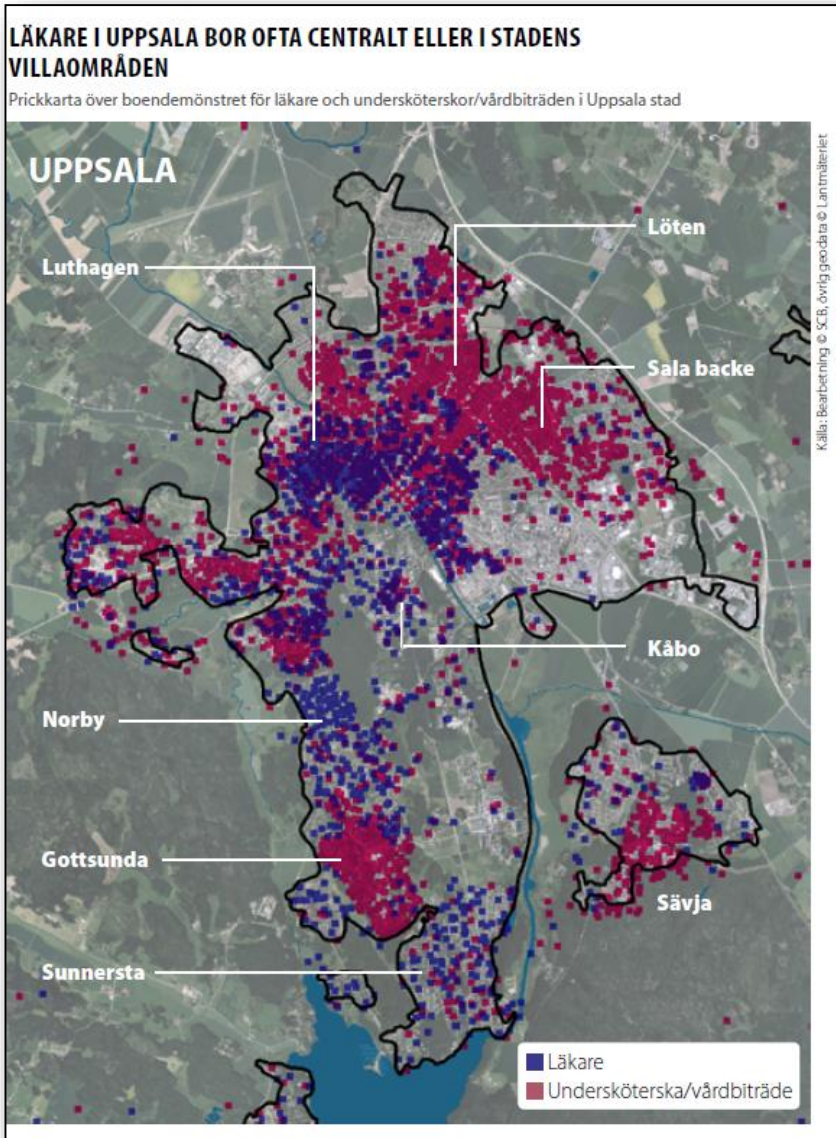 LÄKARE I UPPSALA BOR OFTA CENTRALT ELLER I STADENS
VILLAOMRÅDEN
Prickkarta över boendemönstret för läkare och undersköterskor/vårdbiträden i Uppsala stad
UPPSALA
Löten
Luthagen
Sala backe
Kåbo
Norby
Gottsunda
Sävja
Sunnersta
Läkare
Undersköterska/vårdbiträde
Källa: Bearbetning © SCB, övrig geodata © Lantmäteriet